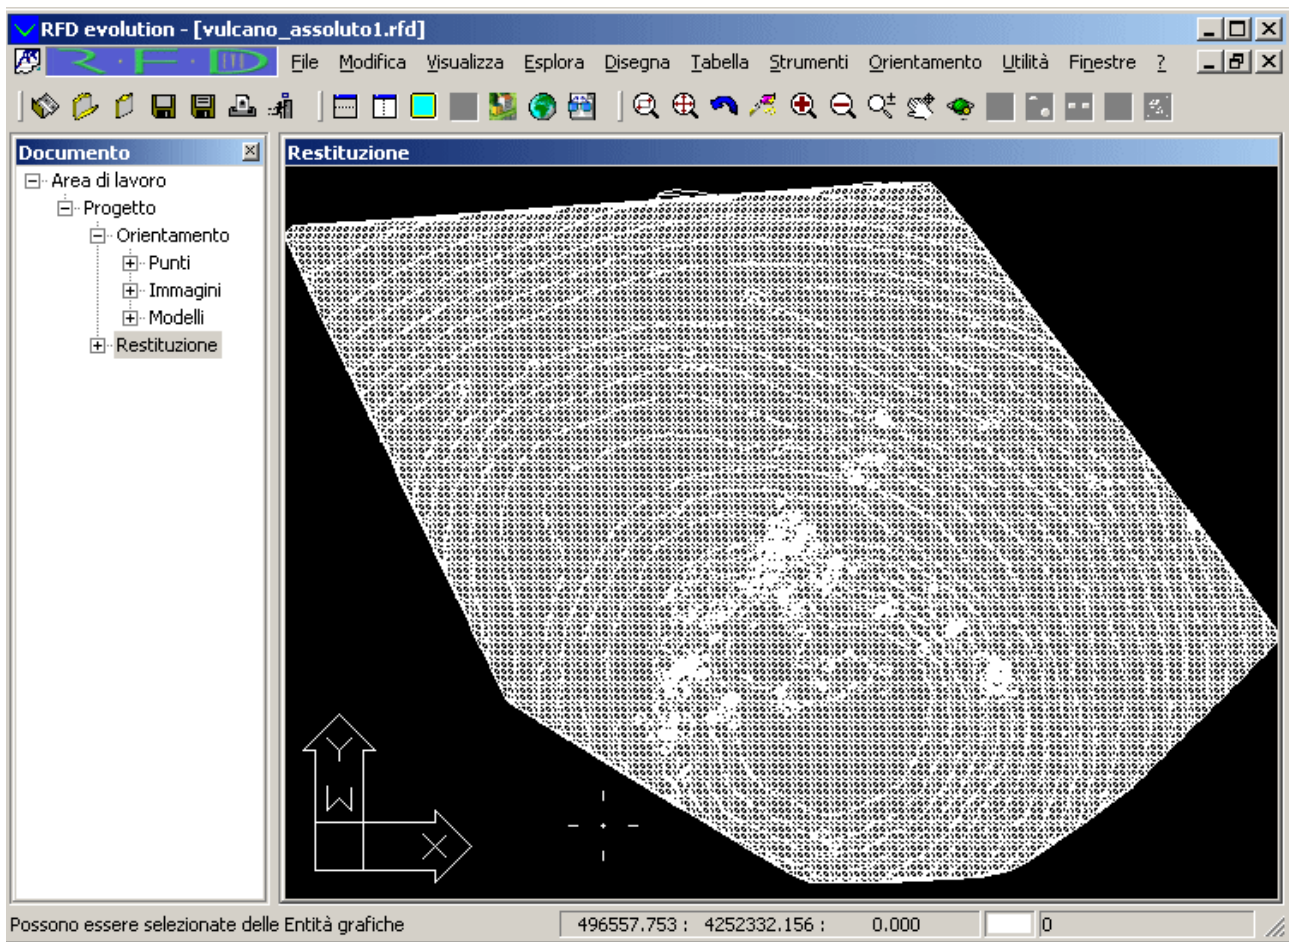 RFD evolution - [vulcano_assoluto1.rfd]
R · F · D File Modifica Visualizza Esplora Disegna Tabella Strumenti Orientamento Utilità Finestre ?
Documento
Area di lavoro
Progetto
Orientamento
Punti
Immagini
Modelli
Restituzione
Restituzione
Y
W
X
Possono essere selezionate delle Entità grafiche 496557.753 : 4252332.156 : 0.000 0